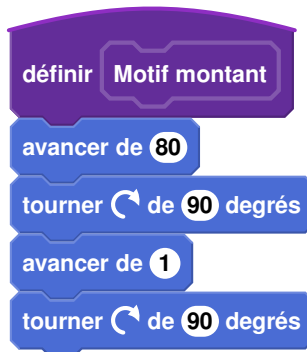 définir Motif montant
avancer de 80
tourner de 90 degrés
avancer de 1
tourner de 90 degrés